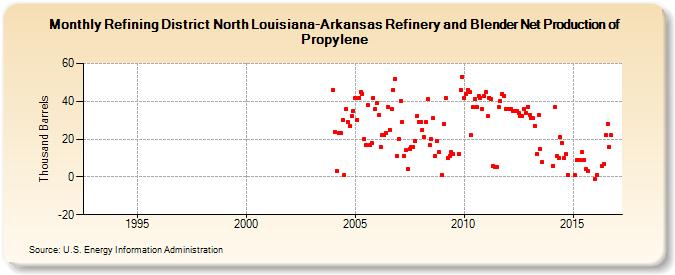 Monthly Refining District North Louisiana-Arkansas Refinery and Blender Net Production of
Propylene
Thousand Barrels
60
40
20
0
-20
1995
2000
2005
2010
2015
Source: U.S. Energy Information Administration